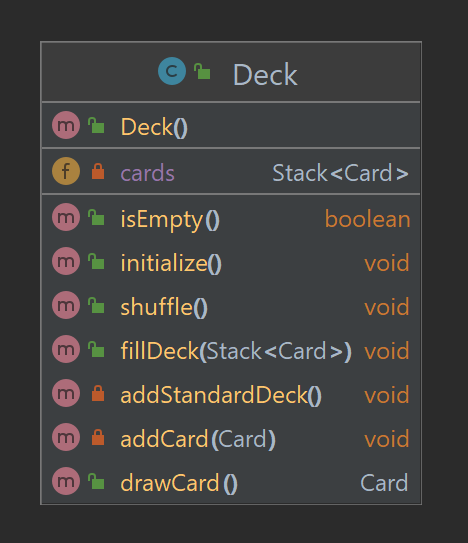 C Deck
m Deck()
f cards Stack<Card>
m isEmpty() boolean
m initialize() void
m shuffle() void
m fillDeck(Stack<Card>) void
m addStandardDeck() void
m addCard(Card) void
m drawCard() Card